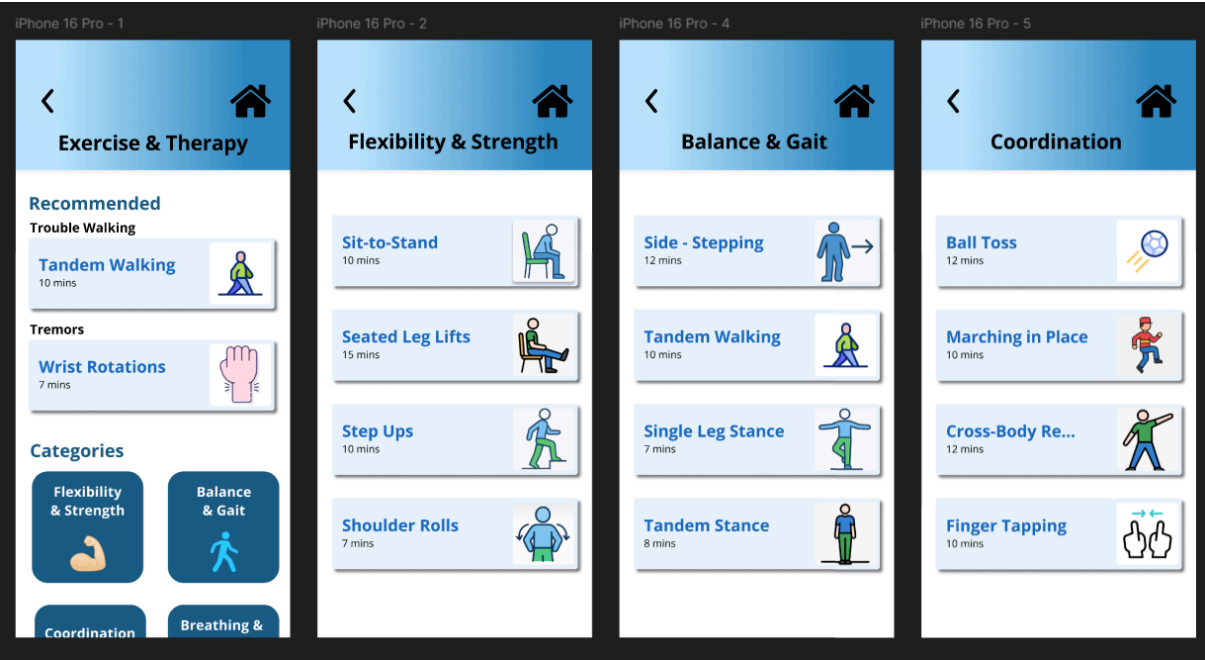 iPhone 16 Pro - 1
Exercise & Therapy
Recommended
Trouble Walking
Tandem Walking
10 mins
Tremors
Wrist Rotations
7 mins
Categories
Flexibility
& Strength
Balance
& Gait
Coordination
Breathing &
iPhone 16 Pro - 2
Flexibility & Strength
Sit-to-Stand
10 mins
Seated Leg Lifts
15 mins
Step Ups
10 mins
Shoulder Rolls
7 mins
iPhone 16 Pro - 4
Balance & Gait
Side - Stepping
12 mins
Tandem Walking
10 mins
Single Leg Stance
7 mins
Tandem Stance
8 mins
iPhone 16 Pro - 5
Coordination
Ball Toss
12 mins
Marching in Place
10 mins
Cross-Body Re...
12 mins
Finger Tapping
10 mins